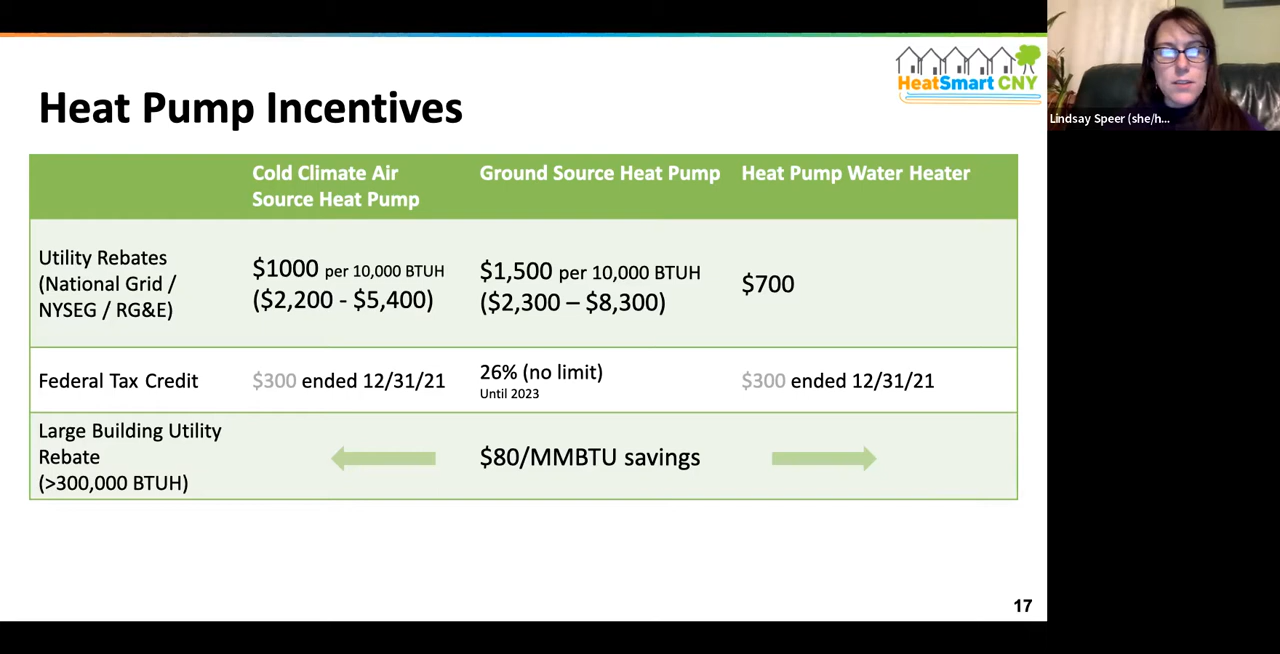 HeatSmart CNY
Lindsay Speer (she/h...
Heat Pump Incentives
Cold Climate Air
Source Heat Pump
Ground Source Heat Pump
Heat Pump Water Heater
Utility Rebates
(National Grid /
NYSEG / RG&E)
$1000 per 10,000 BTUH
($2,200 - $5,400)
$1,500 per 10,000 BTUH
($2,300 – $8,300)
$700
Federal Tax Credit
$300 ended 12/31/21
26% (no limit)
Until 2023
$300 ended 12/31/21
Large Building Utility
Rebate
(>300,000 BTUH)
$80/MMBTU savings
17